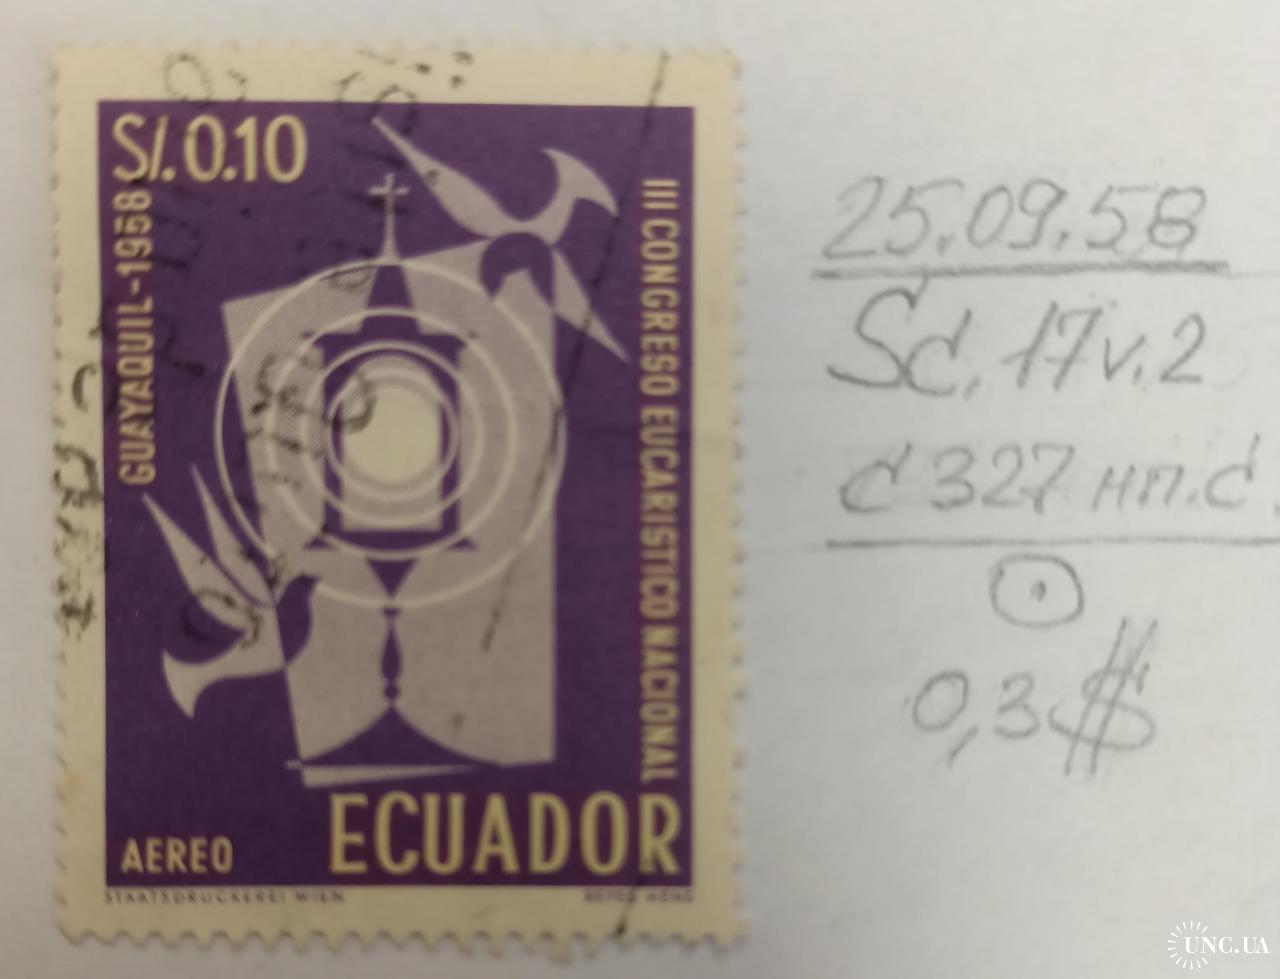 S/.0.10
GUAYAQUIL-1958
III CONGRESO EUCARISTICO NACIONAL
AEREO
ECUADOR
STAATSDRUCKEREI WIEN
25.09.58
Sc. 17v.2
c 327 нп.с.
0,3$
UNC.UA